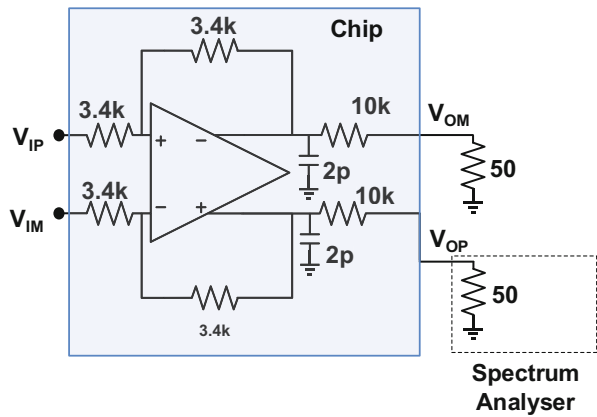 Chip
3.4k
3.4k
10k
V_OM
V_IP
+
−
2p
50
3.4k
10k
V_IM
−
+
V_OP
2p
50
3.4k
Spectrum
Analyser